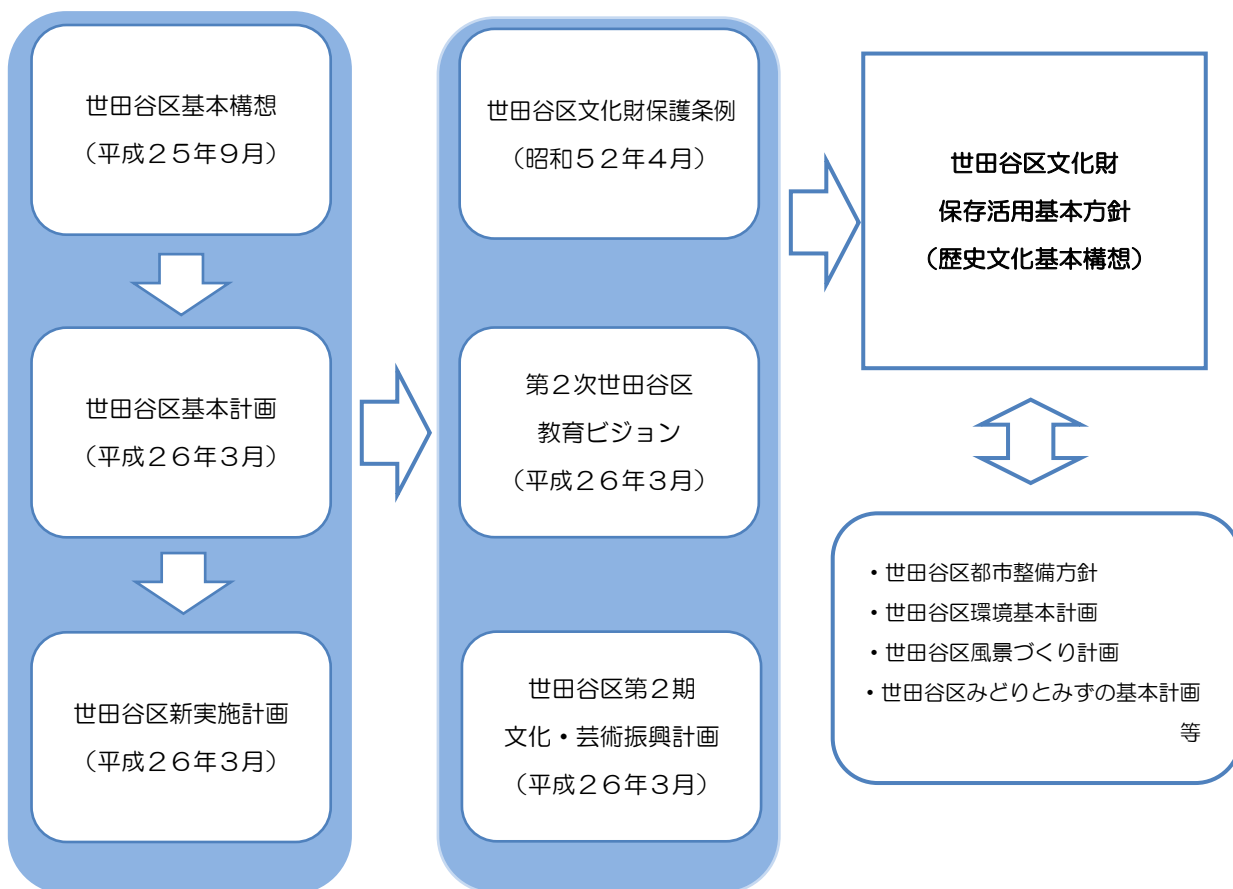 世田谷区基本構想
（平成２５年９月）
世田谷区基本計画
（平成２６年３月）
世田谷区新実施計画
（平成２６年３月）
世田谷区文化財保護条例
（昭和５２年４月）
第２次世田谷区
教育ビジョン
（平成２６年３月）
世田谷区第２期
文化・芸術振興計画
（平成２６年３月）
世田谷区文化財
保存活用基本方針
（歴史文化基本構想）
・世田谷区都市整備方針
・世田谷区環境基本計画
・世田谷区風景づくり計画
・世田谷区みどりとみずの基本計画
等